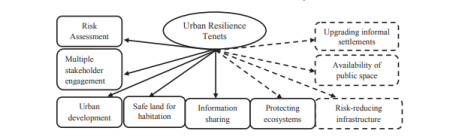 Risk
Assessment
Urban Resilience
Tenets
Upgrading informal
settlements
Multiple
stakeholder
engagement
Availability of
public space
Urban
development
Safe land for
habitation
Information
sharing
Protecting
ecosystems
Risk-reducing
infrastructure